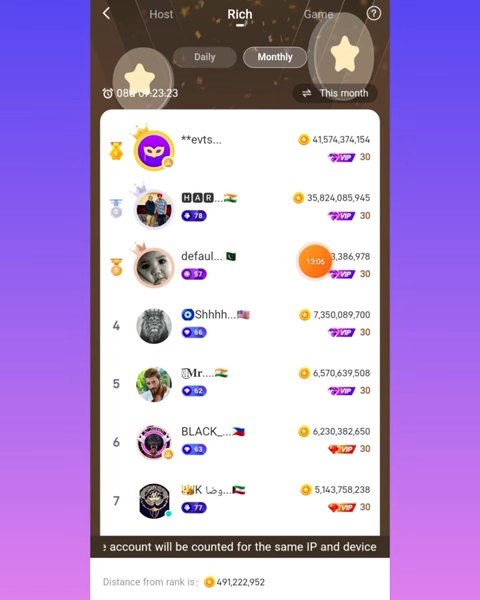 Host Rich Game ?
Daily Monthly
08d 07:23:23 This month
**evts... 41,574,374,154
VIP 30
🅷🅰🆁...🇮🇳 35,824,085,945
78 VIP 30
defaul...🇵🇰 13:06 3,386,978
57 VIP 30
4 🧿Shhhh...🇺🇸 7,350,089,700
66 VIP 30
5 𝐌𝐫....🇮🇳 6,570,639,508
62 VIP 30
6 BLACK_...🇵🇭 6,230,382,650
63 VIP 30
7 K وضا...🇰🇼 5,143,758,238
77 VIP 30
account will be counted for the same IP and device
Distance from rank is: 491,222,952